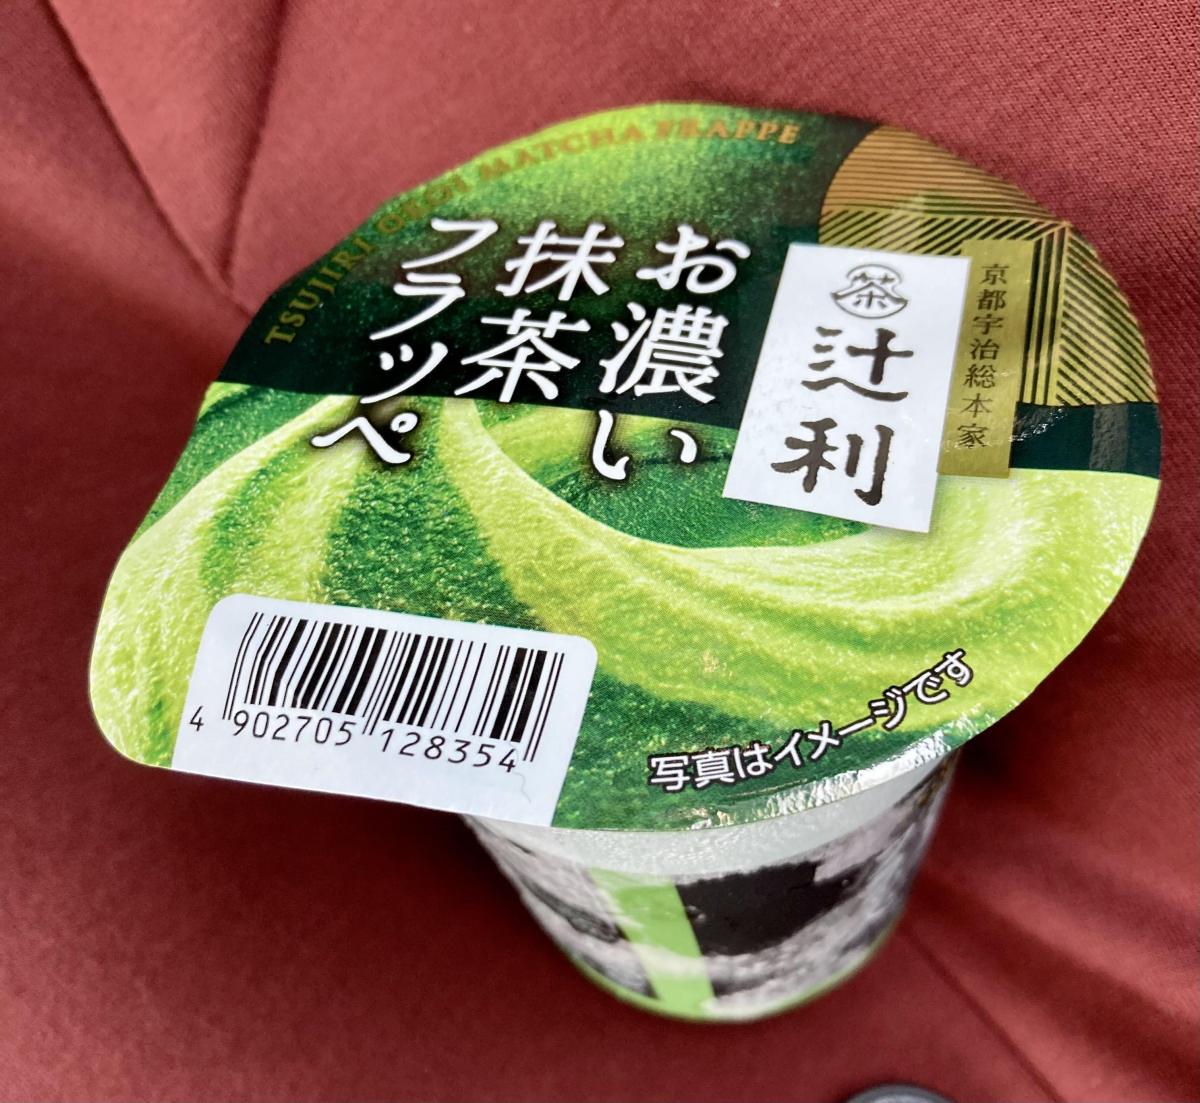 TSUJIRI OKOI MATCHA FRAPPE
京都宇治総本家
茶
辻利
お濃い
抹茶
フラッペ
写真はイメージです
4 902705 128354